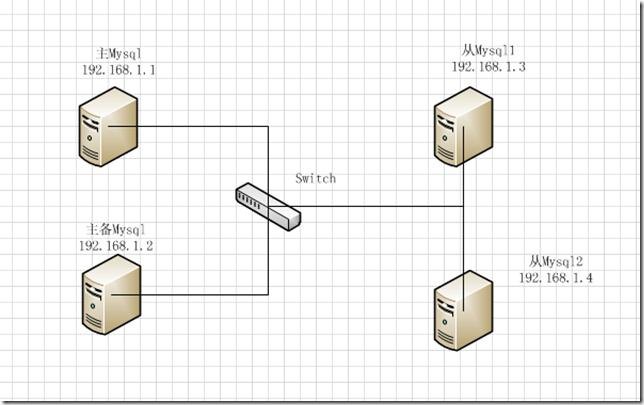 主Mysql
192.168.1.1
从Mysql1
192.168.1.3
Switch
主备Mysql
192.168.1.2
从Mysql2
192.168.1.4